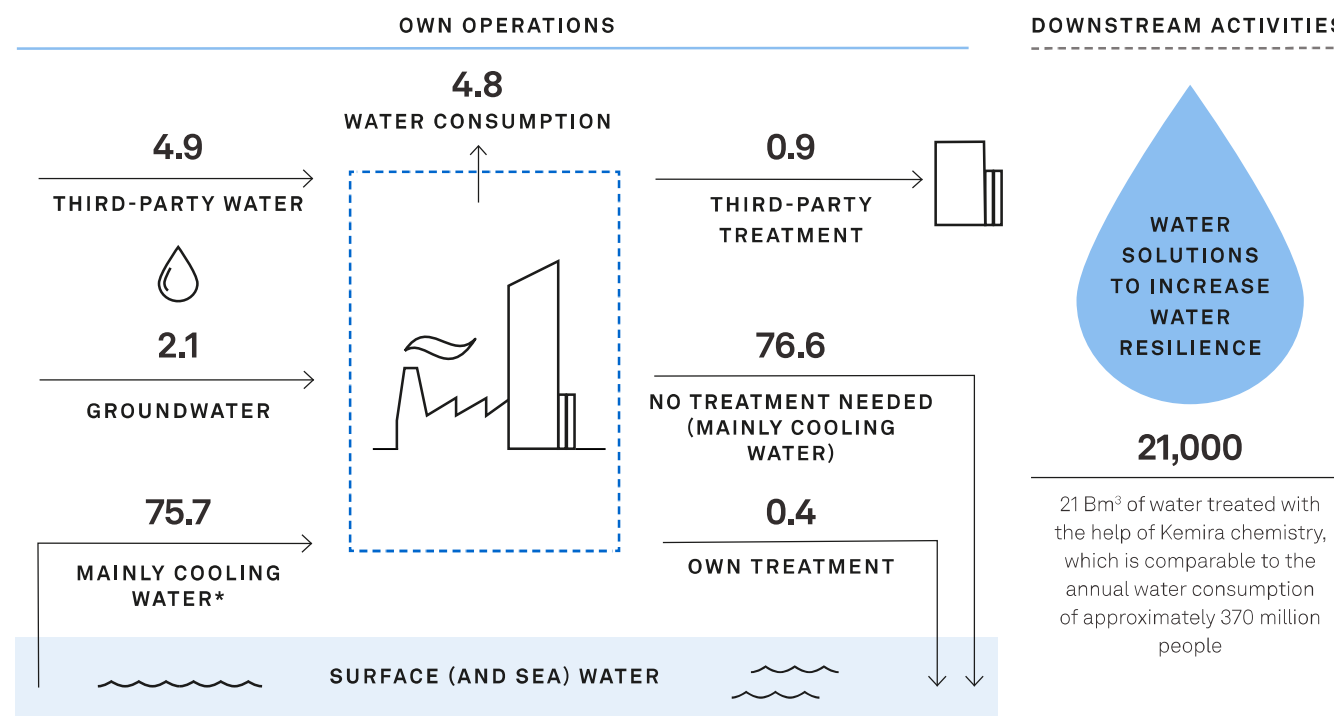 OWN OPERATIONS
4.8
WATER CONSUMPTION
4.9
THIRD-PARTY WATER
2.1
GROUNDWATER
75.7
MAINLY COOLING
WATER*
0.9
THIRD-PARTY
TREATMENT
76.6
NO TREATMENT NEEDED
(MAINLY COOLING
WATER)
0.4
OWN TREATMENT
SURFACE (AND SEA) WATER
DOWNSTREAM ACTIVITIES
WATER
SOLUTIONS
TO INCREASE
WATER
RESILIENCE
21,000
21 Bm³ of water treated with
the help of Kemira chemistry,
which is comparable to the
annual water consumption
of approximately 370 million
people